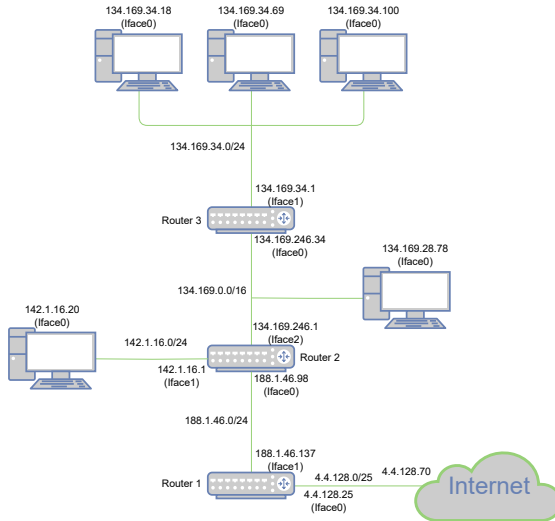 134.169.34.18
(Iface0)
134.169.34.69
(Iface0)
134.169.34.100
(Iface0)
134.169.34.0/24
134.169.34.1
(Iface1)
Router 3
134.169.246.34
(Iface0)
134.169.28.78
(Iface0)
134.169.0.0/16
142.1.16.20
(Iface0)
134.169.246.1
(Iface2)
142.1.16.0/24
Router 2
142.1.16.1
(Iface1)
188.1.46.98
(Iface0)
188.1.46.0/24
188.1.46.137
(Iface1)
4.4.128.70
4.4.128.0/25
Router 1
Internet
4.4.128.25
(Iface0)